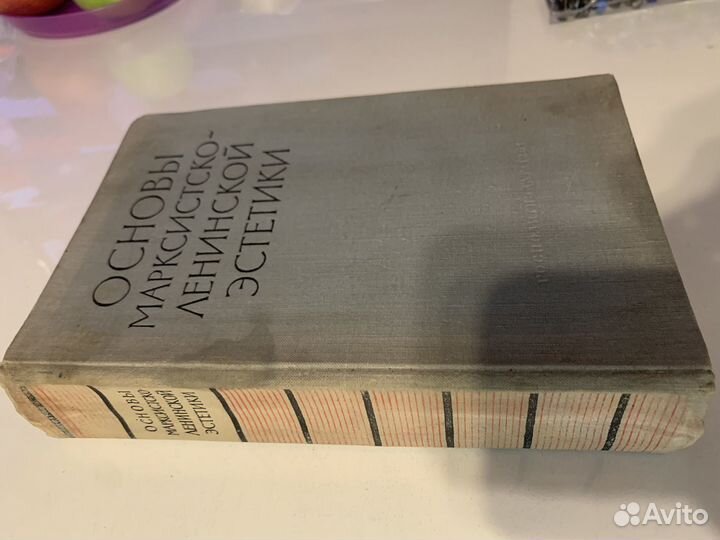 ОСНОВЫ
МАРКСИСТСКО-
ЛЕНИНСКОЙ
ЭСТЕТИКИ
ОСНОВЫ
МАРКСИСТСКО
ЛЕНИНСКОЙ
ЭСТЕТИКИ
Avito